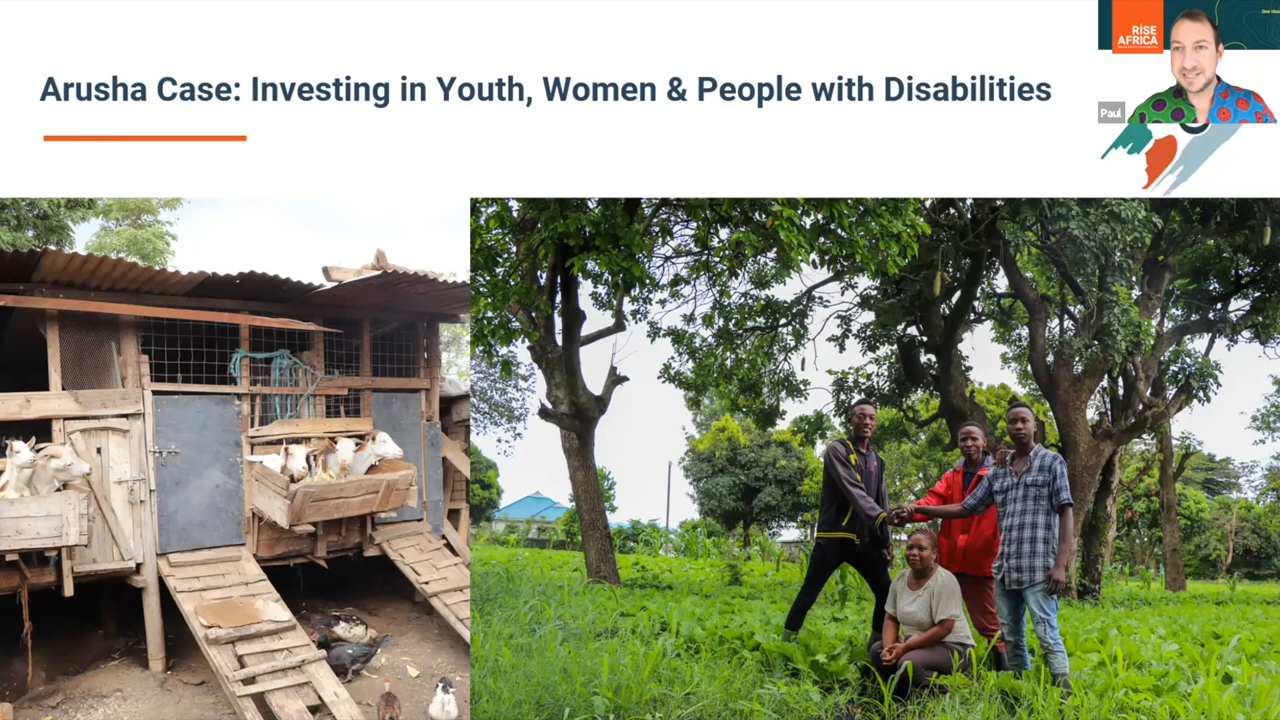 Arusha Case: Investing in Youth, Women & People with Disabilities
RISE
AFRICA
Paul